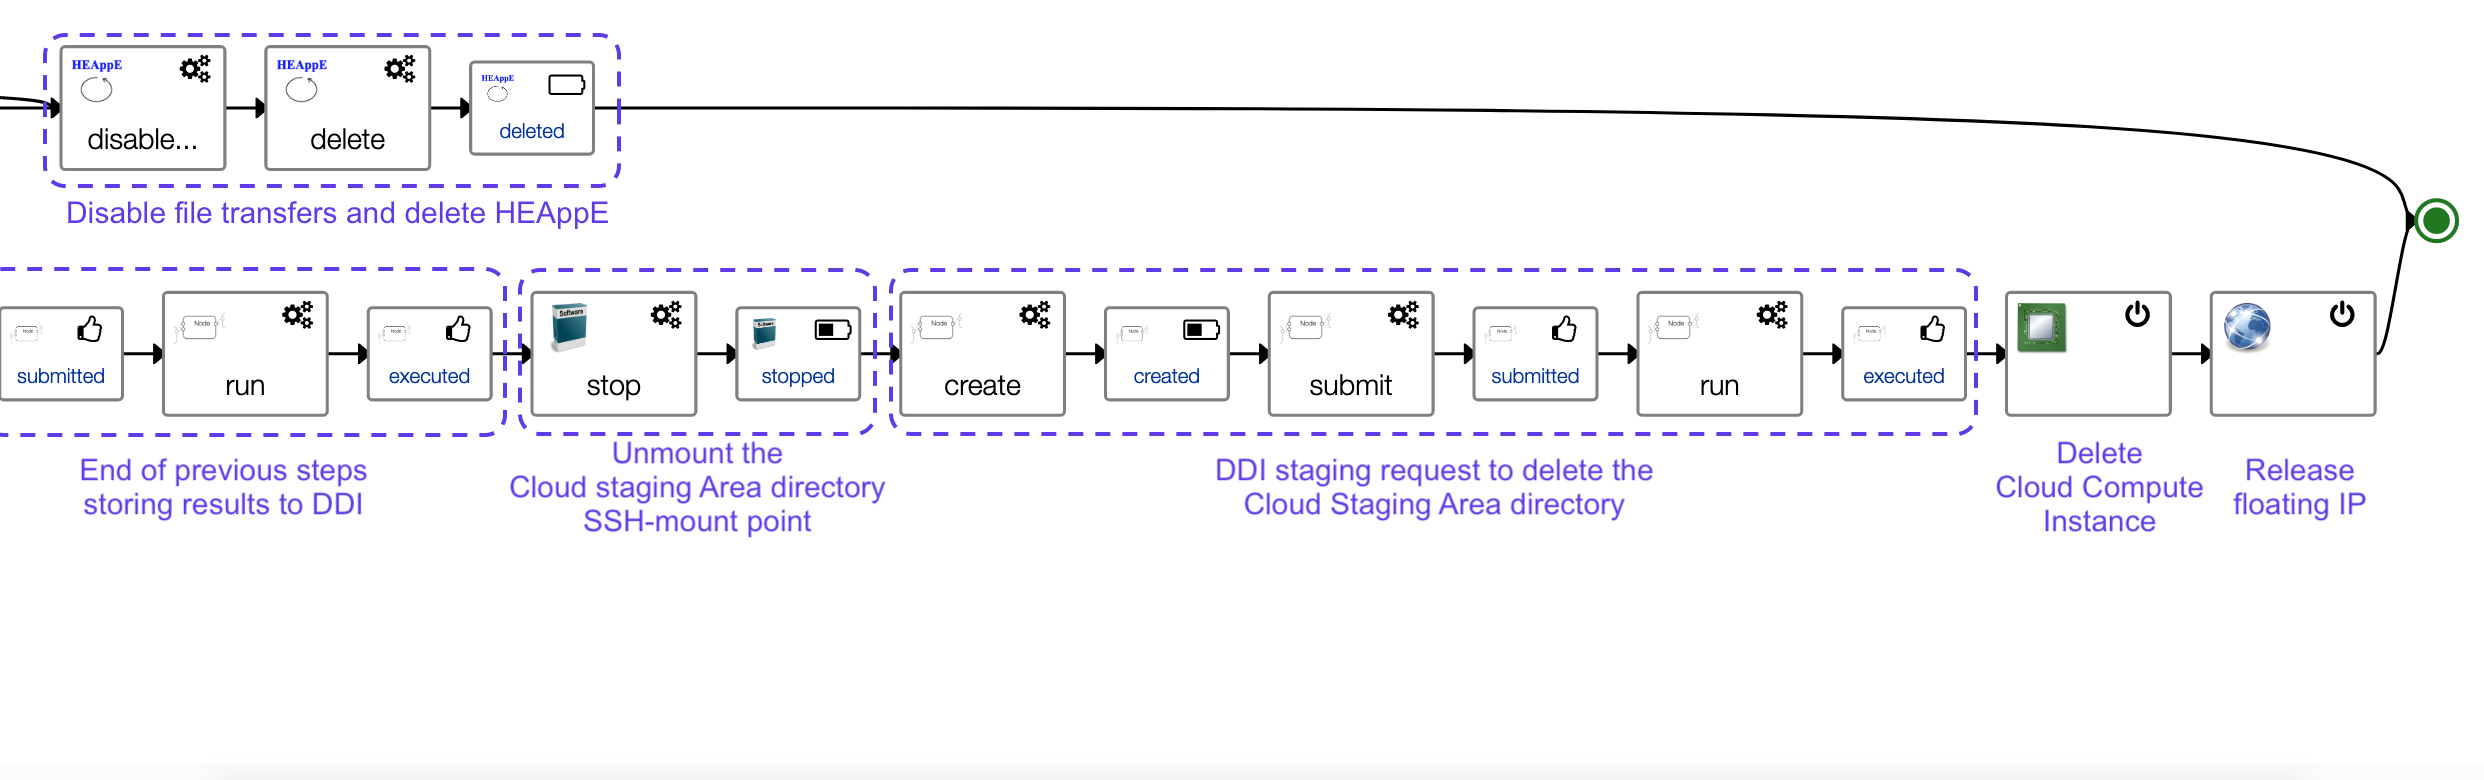 HEAppE
disable...
HEAppE
delete
HEAppE
deleted
Disable file transfers and delete HEAppE
Node
submitted
Node
run
Node
executed
Software
stop
Software
stopped
Node
create
Node
created
Node
submit
Node
submitted
Node
run
Node
executed
End of previous steps
storing results to DDI
Unmount the
Cloud staging Area directory
SSH-mount point
DDI staging request to delete the
Cloud Staging Area directory
Delete
Cloud Compute
Instance
Release
floating IP